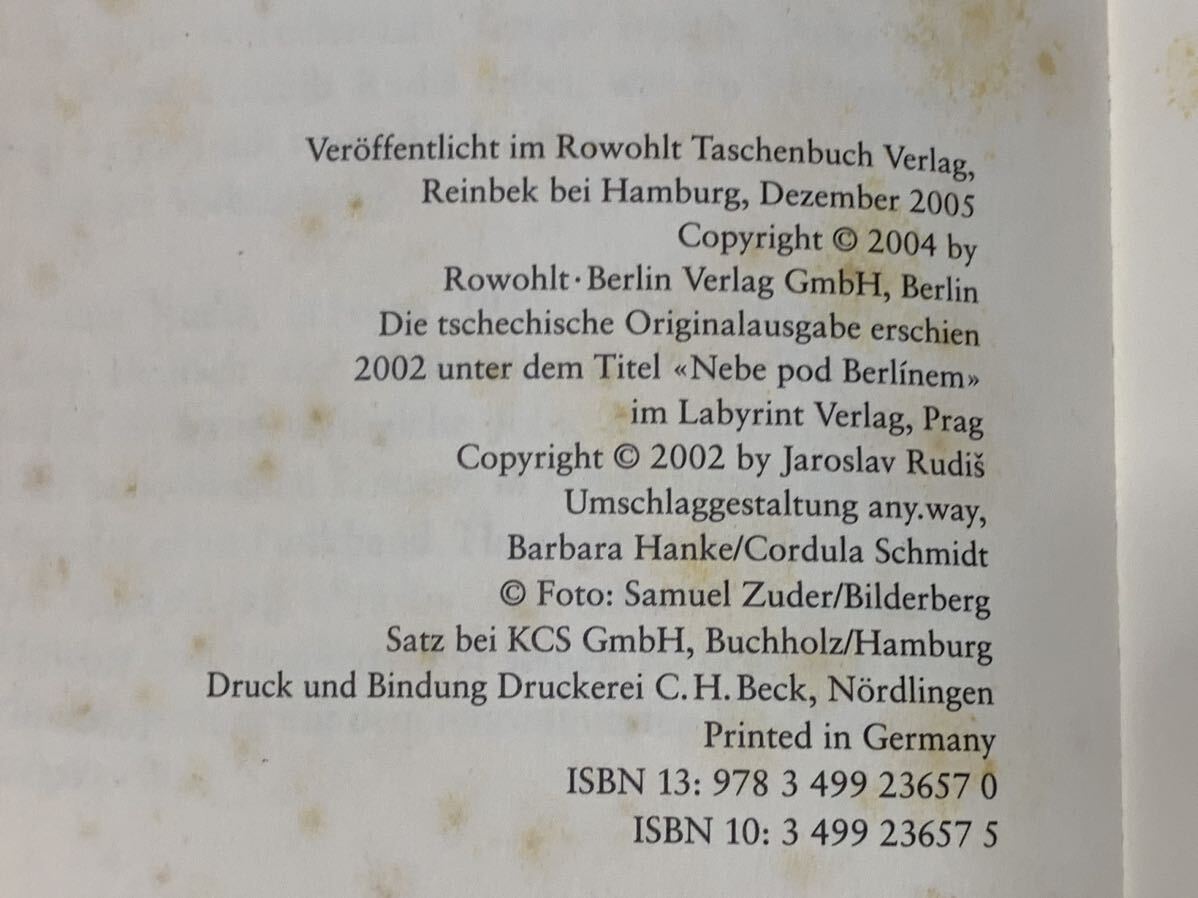 Veröffentlicht im Rowohlt Taschenbuch Verlag,
Reinbek bei Hamburg, Dezember 2005
Copyright © 2004 by
Rowohlt · Berlin Verlag GmbH, Berlin
Die tschechische Originalausgabe erschien
2002 unter dem Titel «Nebe pod Berlínem»
im Labyrint Verlag, Prag
Copyright © 2002 by Jaroslav Rudiš
Umschlaggestaltung any.way,
Barbara Hanke/Cordula Schmidt
© Foto: Samuel Zuder/Bilderberg
Satz bei KCS GmbH, Buchholz/Hamburg
Druck und Bindung Druckerei C. H. Beck, Nördlingen
Printed in Germany
ISBN 13: 978 3 499 23657 0
ISBN 10: 3 499 23657 5